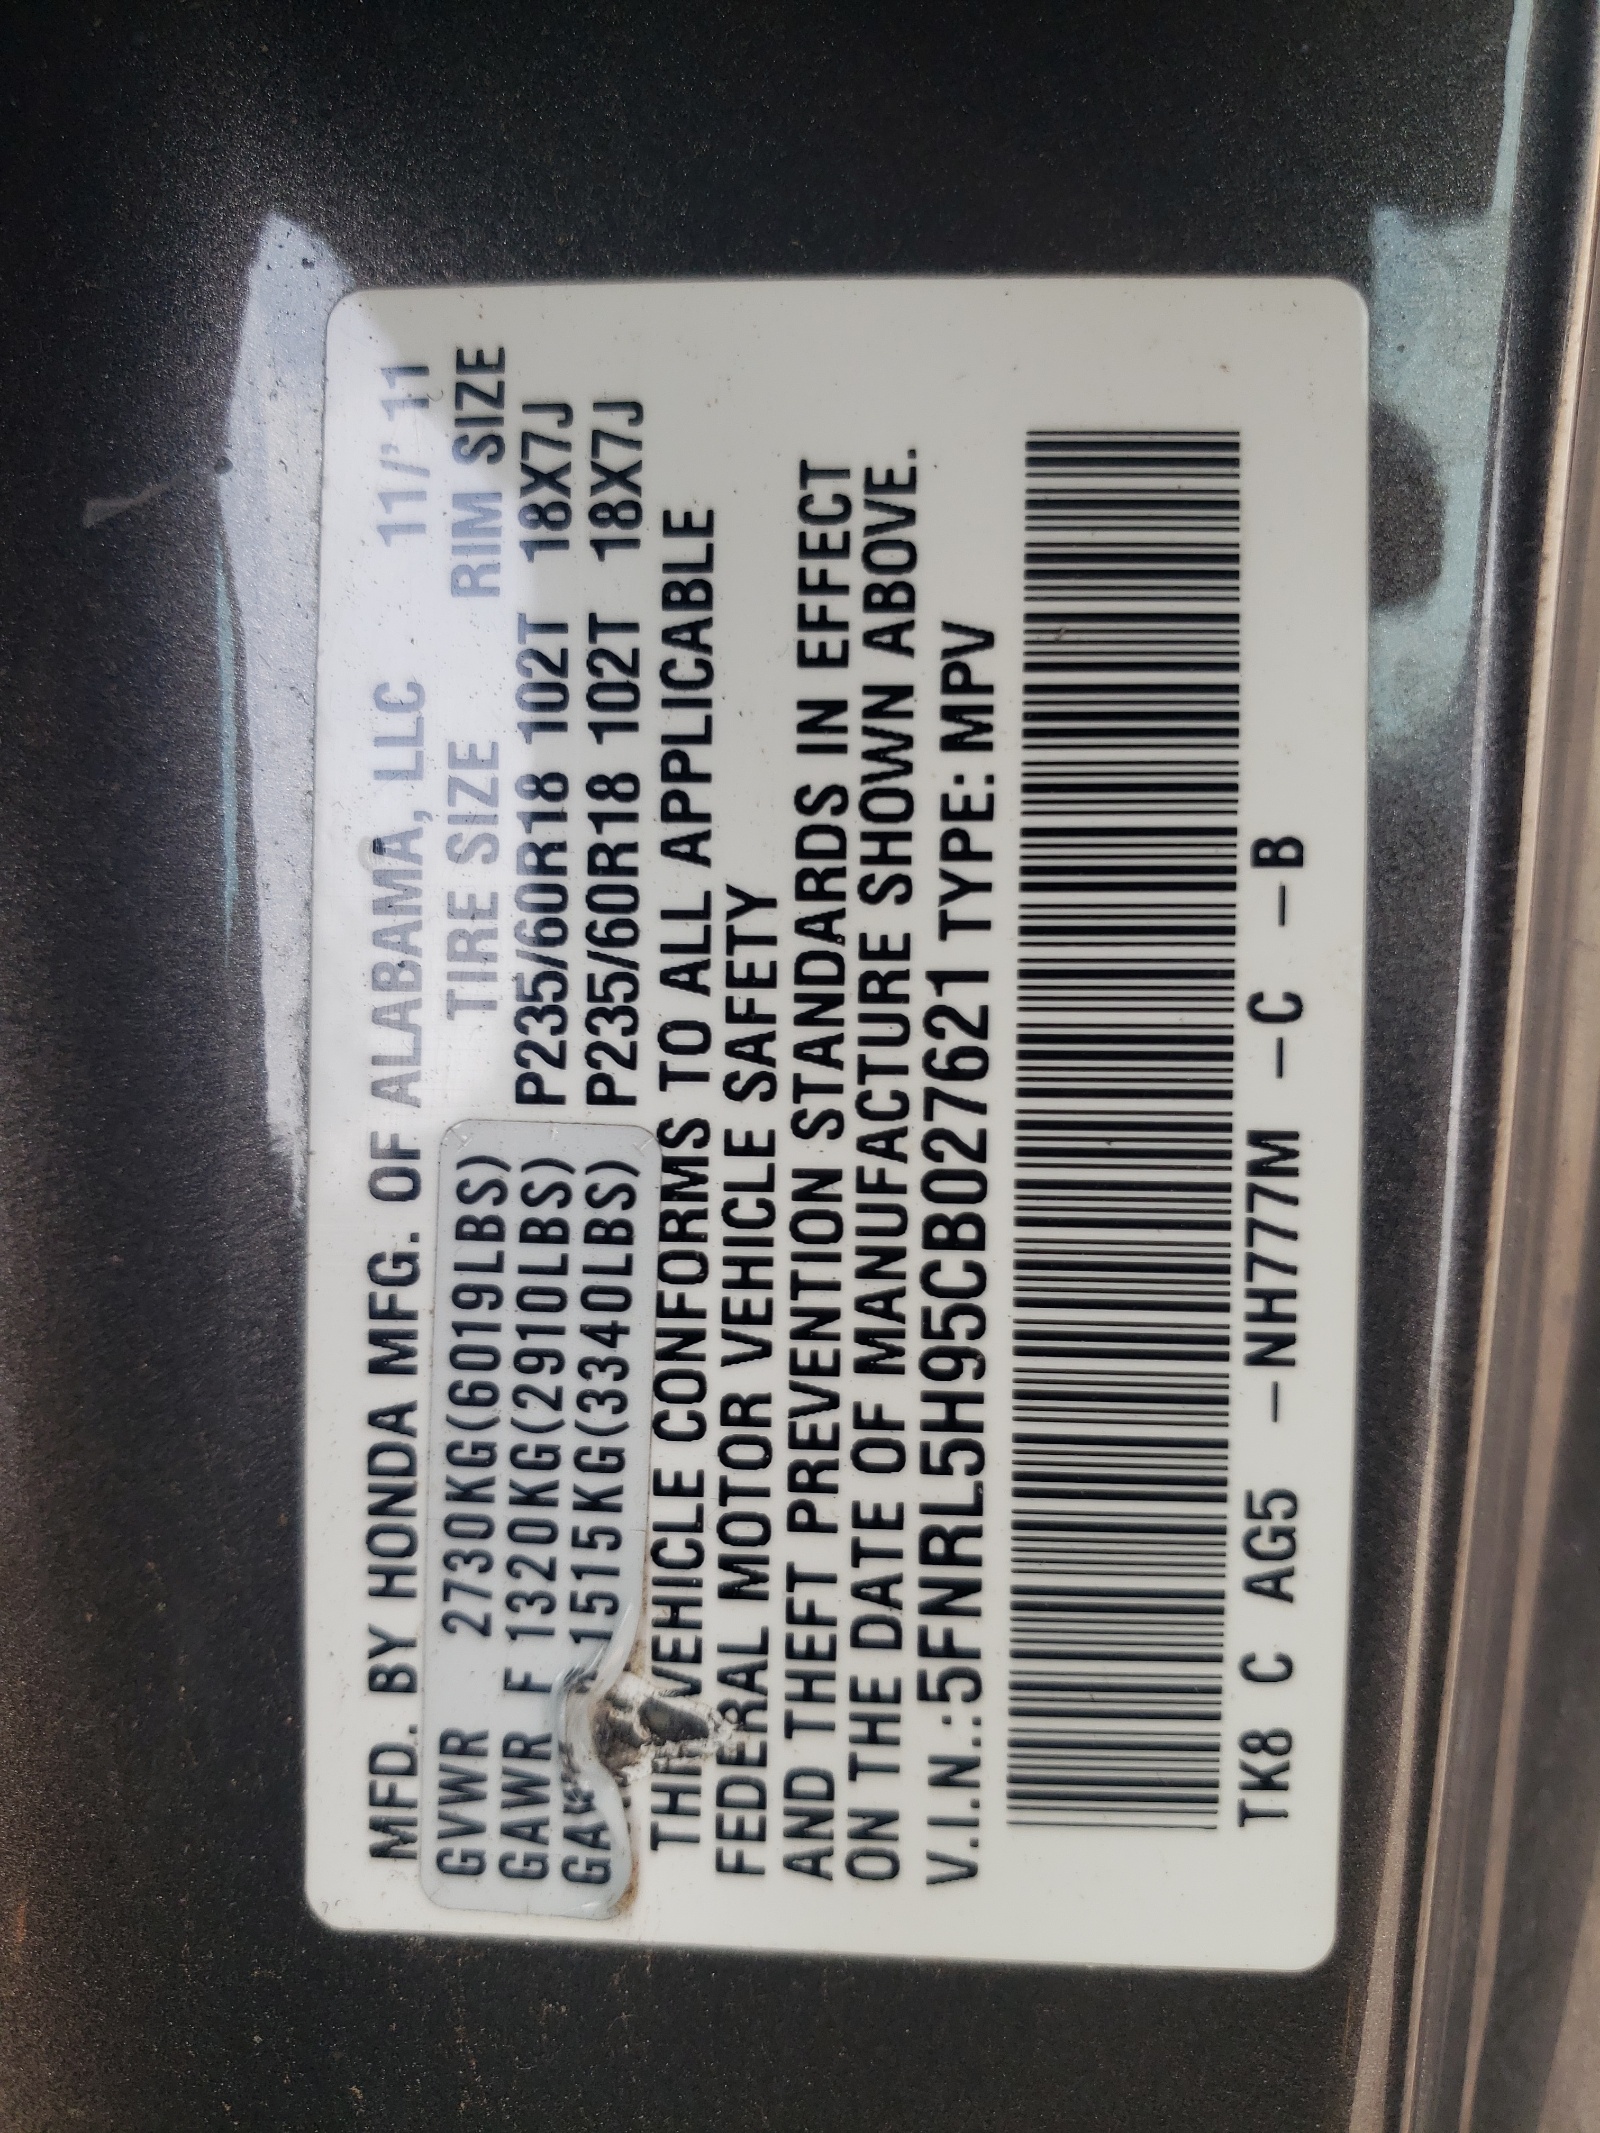 MFD. BY HONDA MFG. OF ALABAMA, LLC 11/'11
TIRE SIZE RIM SIZE
GVWR 2730KG(6019LBS)
GAWR F 1320KG(2910LBS) P235/60R18 102T 18X7J
1515KG(3340LBS) P235/60R18 102T 18X7J
VEHICLE CONFORMS TO ALL APPLICABLE
FEDERAL MOTOR VEHICLE SAFETY
AND THEFT PREVENTION STANDARDS IN EFFECT
ON THE DATE OF MANUFACTURE SHOWN ABOVE.
V.I.N.:5FNRL5H95CB027621 TYPE: MPV
TK8 C AG5 -NH777M -C -B